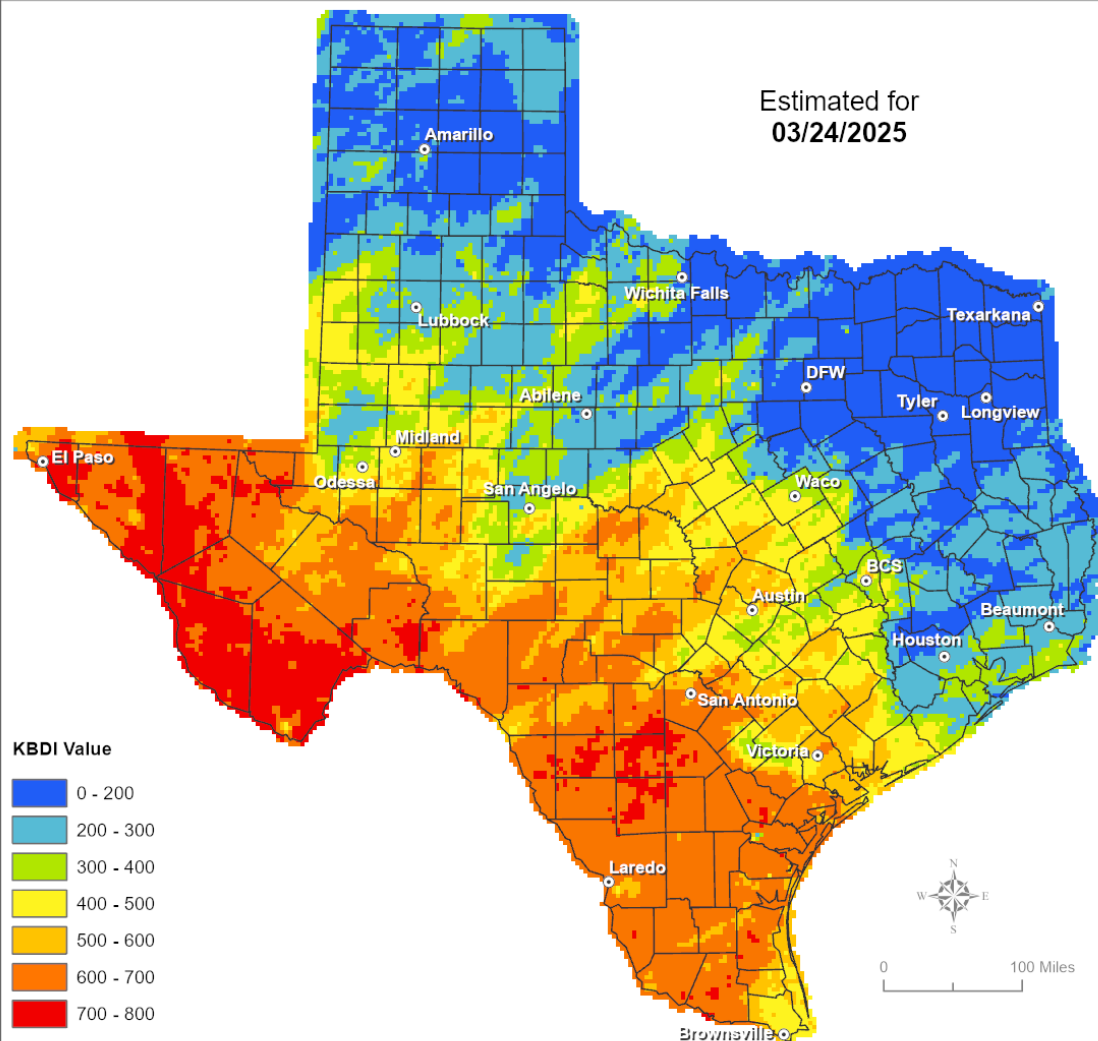 Estimated for
03/24/2025
Amarillo
Wichita Falls
Lubbock
Texarkana
DFW
Abilene
Tyler
Longview
Midland
El Paso
Odessa
San Angelo
Waco
BCS
Austin
Beaumont
Houston
San Antonio
Victoria
KBDI Value
0 - 200
200 - 300
300 - 400
400 - 500
500 - 600
600 - 700
700 - 800
Laredo
N
W E
S
0 100 Miles
Brownsville